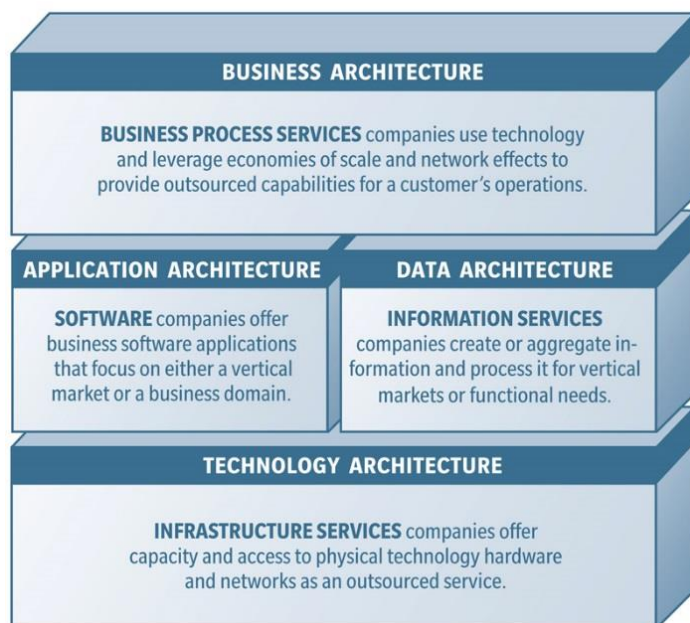 BUSINESS ARCHITECTURE
BUSINESS PROCESS SERVICES companies use technology
and leverage economies of scale and network effects to
provide outsourced capabilities for a customer's operations.
APPLICATION ARCHITECTURE
SOFTWARE companies offer
business software applications
that focus on either a vertical
market or a business domain.
DATA ARCHITECTURE
INFORMATION SERVICES
companies create or aggregate in-
formation and process it for vertical
markets or functional needs.
TECHNOLOGY ARCHITECTURE
INFRASTRUCTURE SERVICES companies offer
capacity and access to physical technology hardware
and networks as an outsourced service.